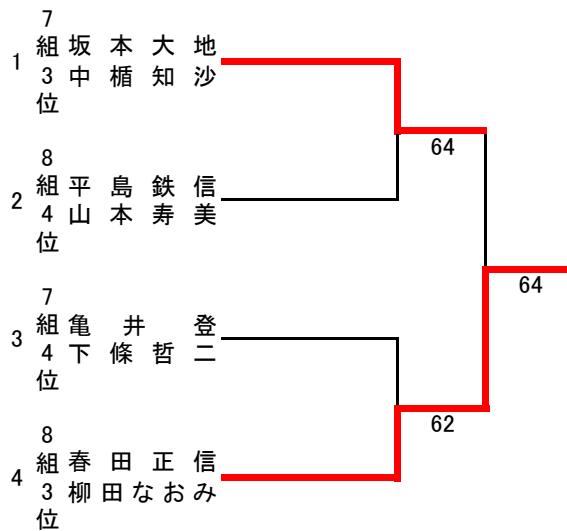 1
7組3位
坂本大地
中楯知沙
64
2
8組4位
平島鉄信
山本寿美
64
3
7組4位
亀井登
下條哲二
62
4
8組3位
春田正信
柳田なおみ